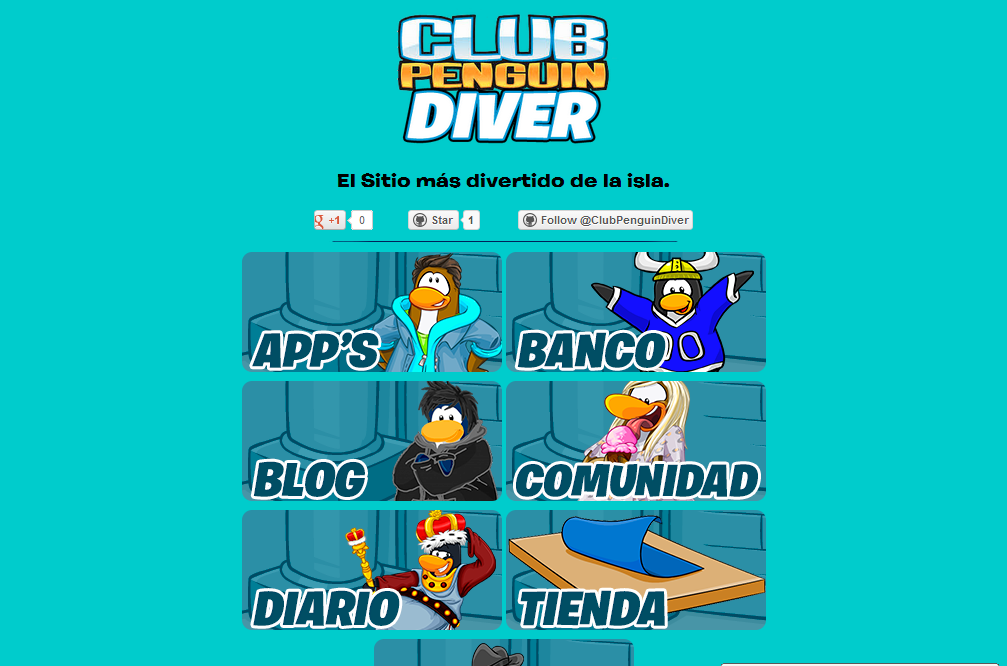 CLUB
PENGUIN
DIVER
El Sitio más divertido de la isla.
+1 0 Star 1 Follow @ClubPenguinDiver
APP'S BANCO
BLOG COMUNIDAD
DIARIO TIENDA